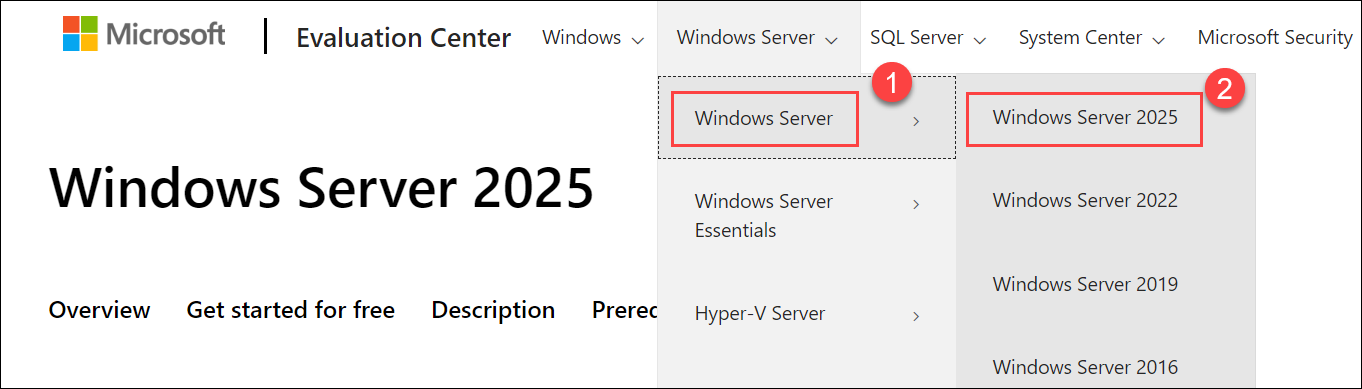 Microsoft
Evaluation Center
Windows
Windows Server
SQL Server
System Center
Microsoft Security
1
2
Windows Server
Windows Server 2025
Windows Server 2025
Windows Server
Essentials
Windows Server 2022
Windows Server 2019
Overview
Get started for free
Description
Hyper-V Server
Windows Server 2016